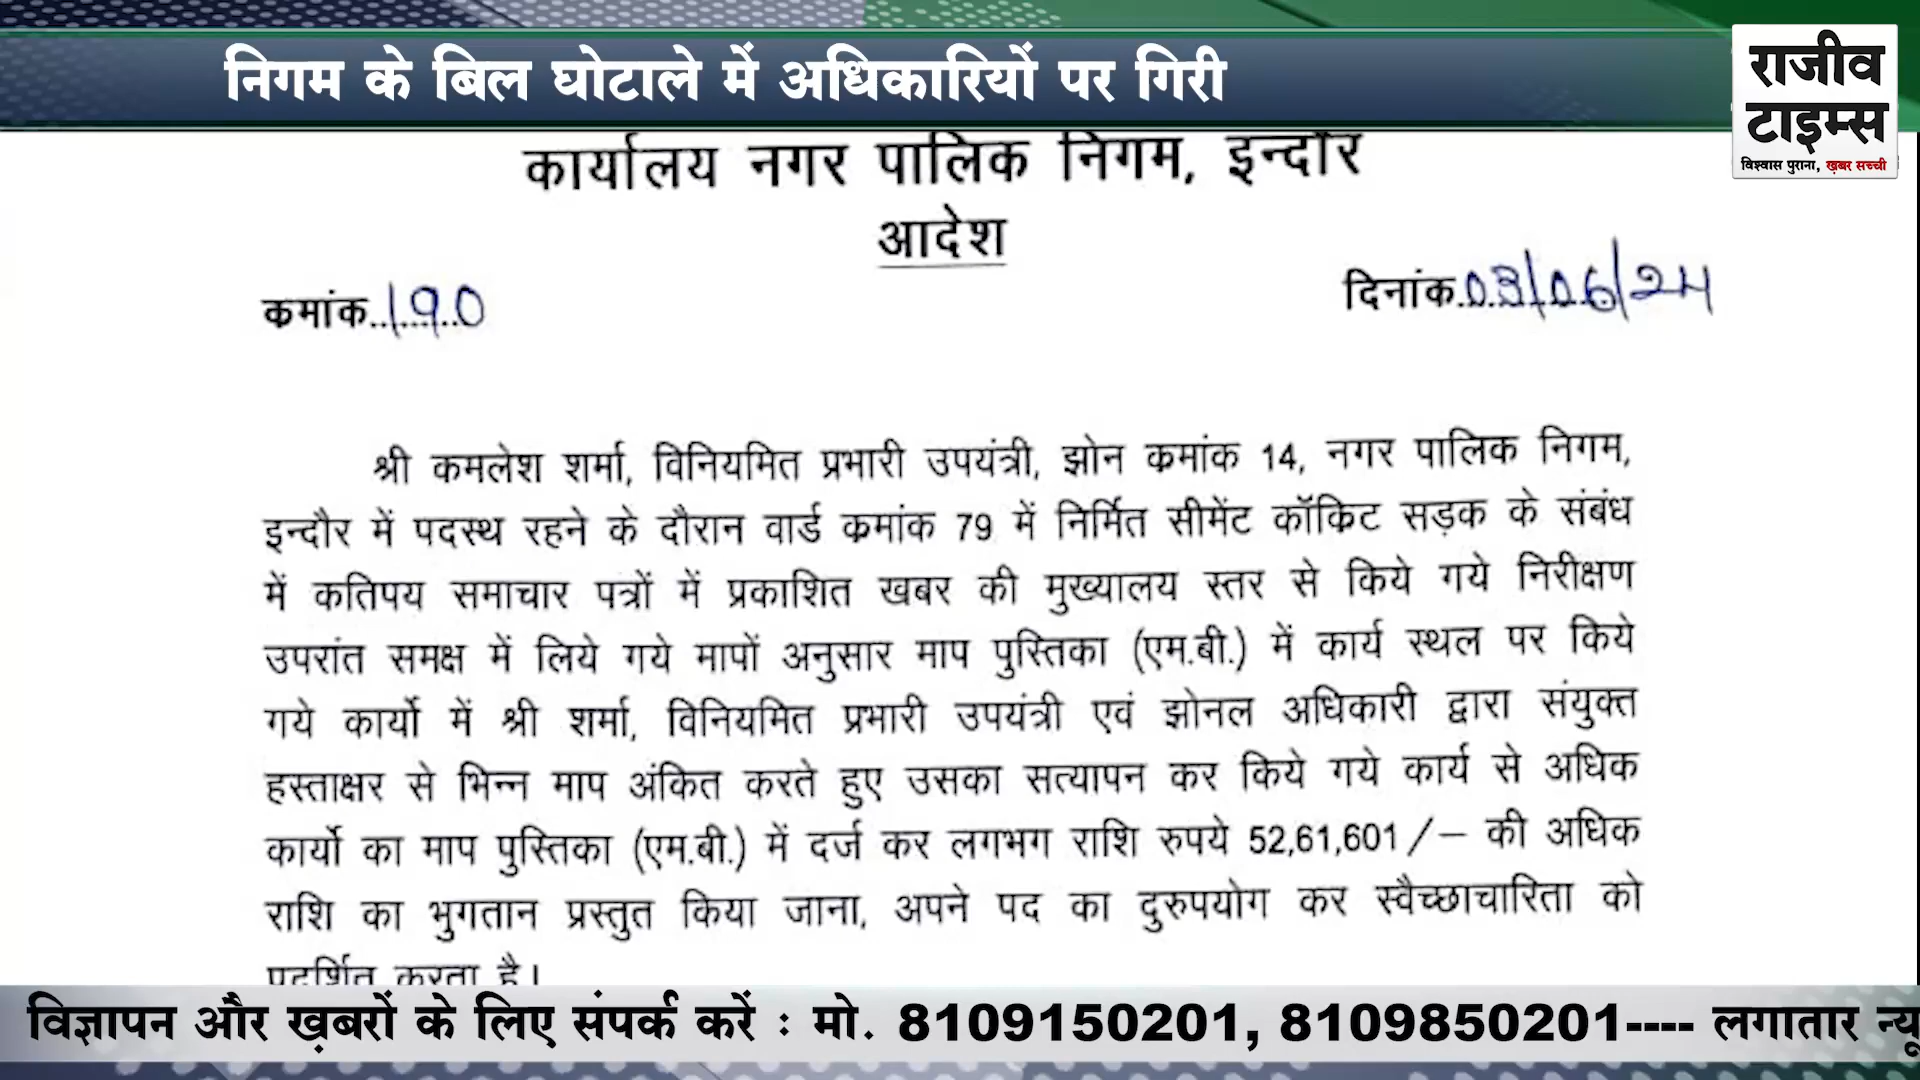 निगम के बिल घोटाले में अधिकारियों पर गिरी
राजीव
टाइम्स
विश्वास पुराना, ख़बर सच्ची
कार्यालय नगर पालिक निगम, इन्दौर
आदेश
कमांक 190
दिनांक 03/06/24
श्री कमलेश शर्मा, विनियमित प्रभारी उपयंत्री, झोन कमांक 14, नगर पालिक निगम,
इन्दौर में पदस्थ रहने के दौरान वार्ड कमांक 79 में निर्मित सीमेंट कॉकिट सड़क के संबंध
में कतिपय समाचार पत्रों में प्रकाशित खबर की मुख्यालय स्तर से किये गये निरीक्षण
उपरांत समक्ष में लिये गये मापों अनुसार माप पुस्तिका (एम.बी.) में कार्य स्थल पर किये
गये कार्यो में श्री शर्मा, विनियमित प्रभारी उपयंत्री एवं झोनल अधिकारी द्वारा संयुक्त
हस्ताक्षर से भिन्न माप अंकित करते हुए उसका सत्यापन कर किये गये कार्य से अधिक
कार्यो का माप पुस्तिका (एम.बी.) में दर्ज कर लगभग राशि रुपये 52,61,601/– की अधिक
राशि का भुगतान प्रस्तुत किया जाना, अपने पद का दुरुपयोग कर स्वैच्छाचारिता को
प्रदर्शित करता है।
विज्ञापन और ख़बरों के लिए संपर्क करें : मो. 8109150201, 8109850201---- लगातार न्यू